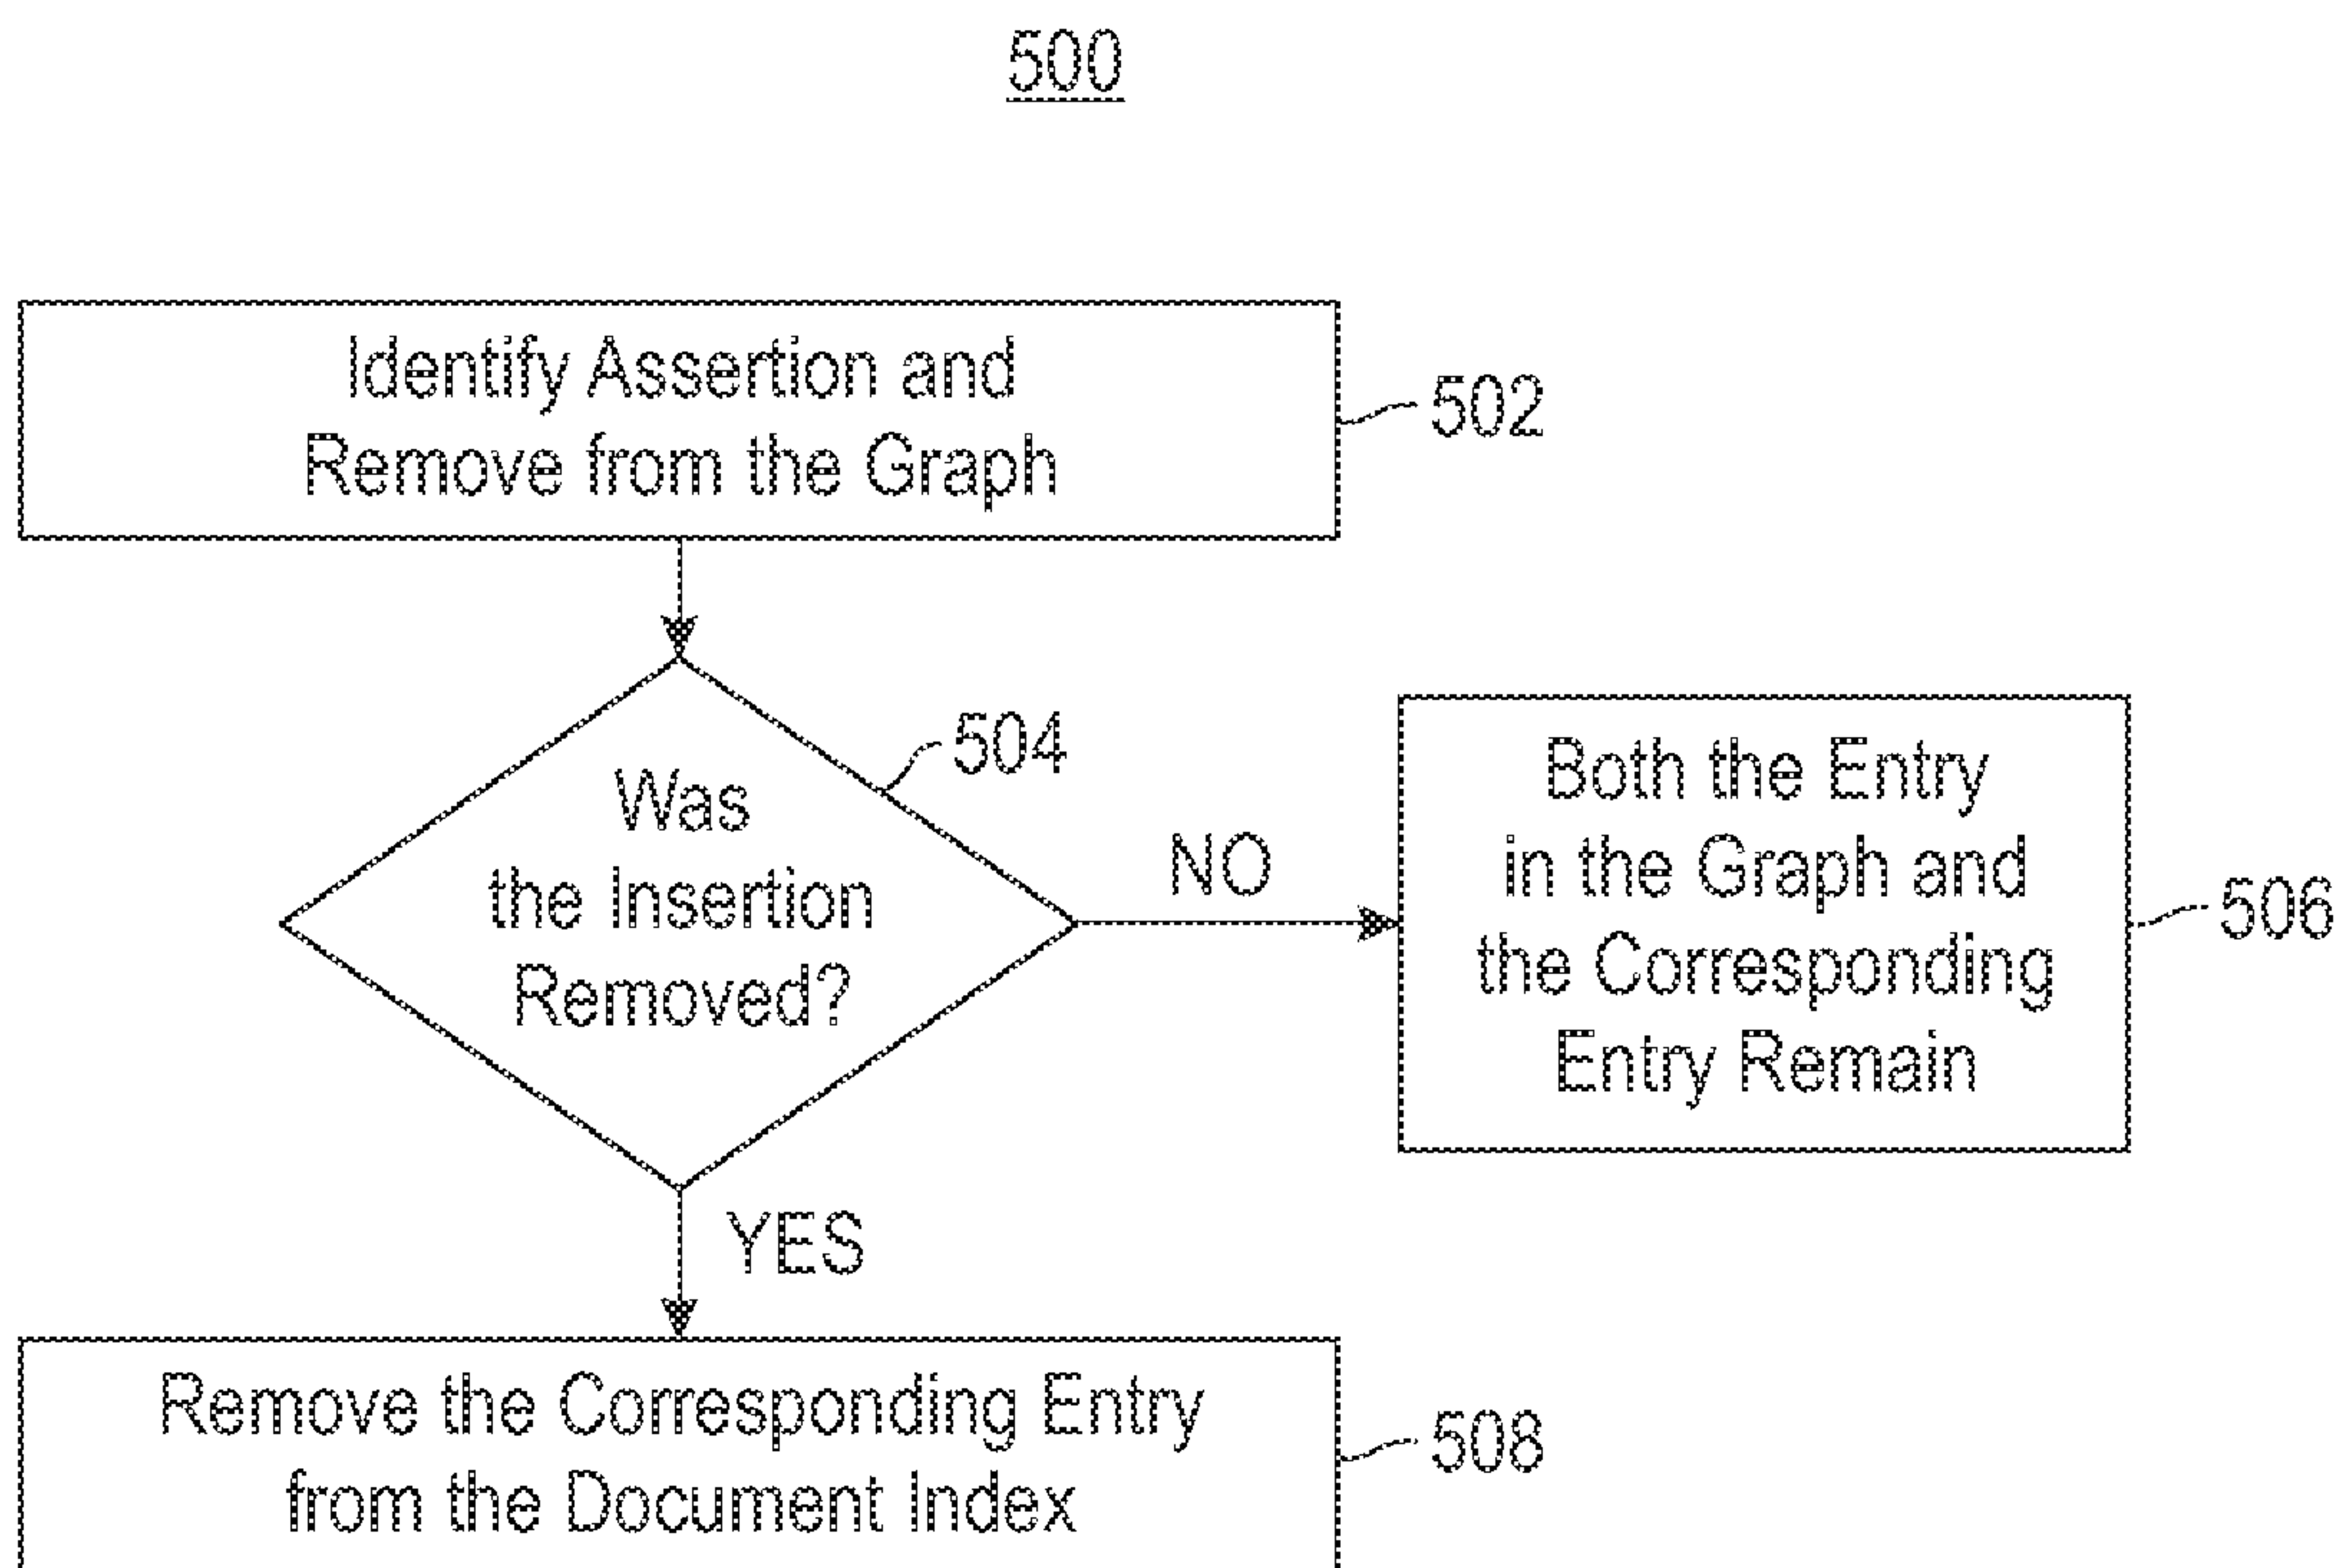 500
Identify Assertion and
Remove from the Graph
502
504
Was
the Insertion
Removed?
NO
Both the Entry
in the Graph and
the Corresponding
Entry Remain
506
YES
Remove the Corresponding Entry
from the Document Index
508